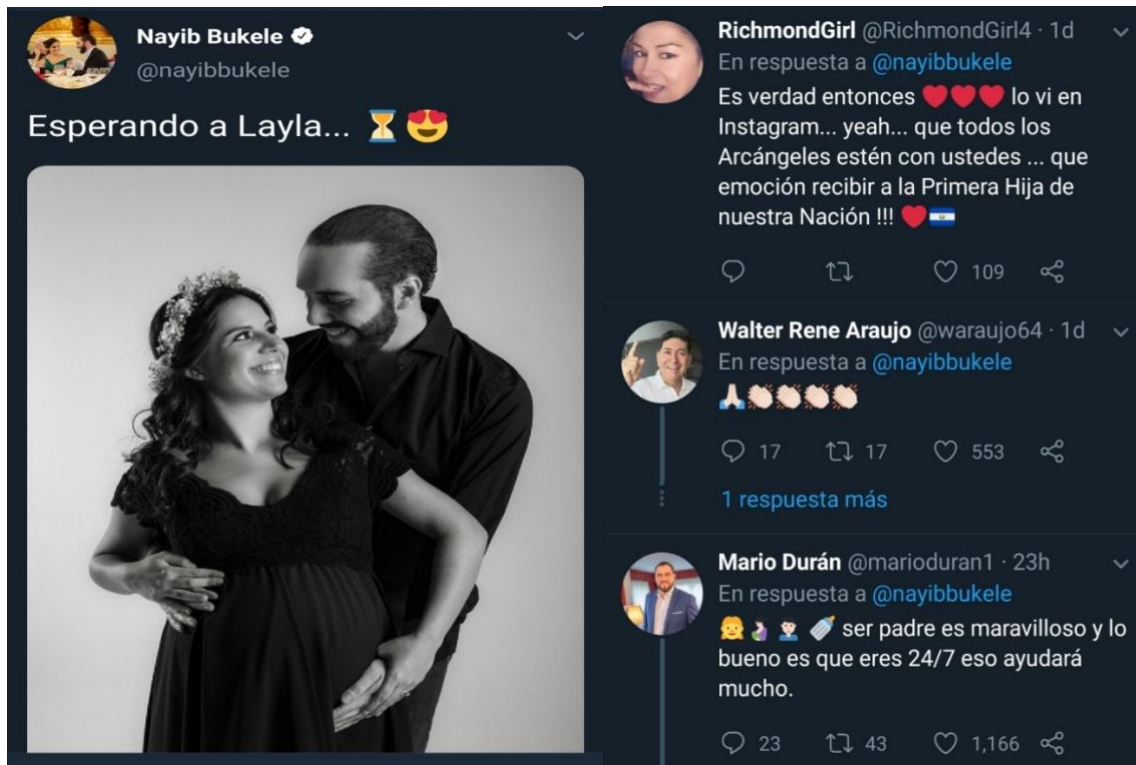 Nayib Bukele
@nayibbukele
Esperando a Layla... ⏳😍
RichmondGirl @RichmondGirl4 · 1d
En respuesta a @nayibbukele
Es verdad entonces ❤️❤️❤️ lo vi en
Instagram... yeah... que todos los
Arcángeles estén con ustedes ... que
emoción recibir a la Primera Hija de
nuestra Nación !!! ❤️🇸🇻
109
Walter Rene Araujo @waraujo64 · 1d
En respuesta a @nayibbukele
🙏🏻👏🏻👏🏻👏🏻👏🏻
17 17 553
1 respuesta más
Mario Durán @marioduran1 · 23h
En respuesta a @nayibbukele
👧🤰🏻👨🏻🍼 ser padre es maravilloso y lo
bueno es que eres 24/7 eso ayudará
mucho.
23 43 1,166